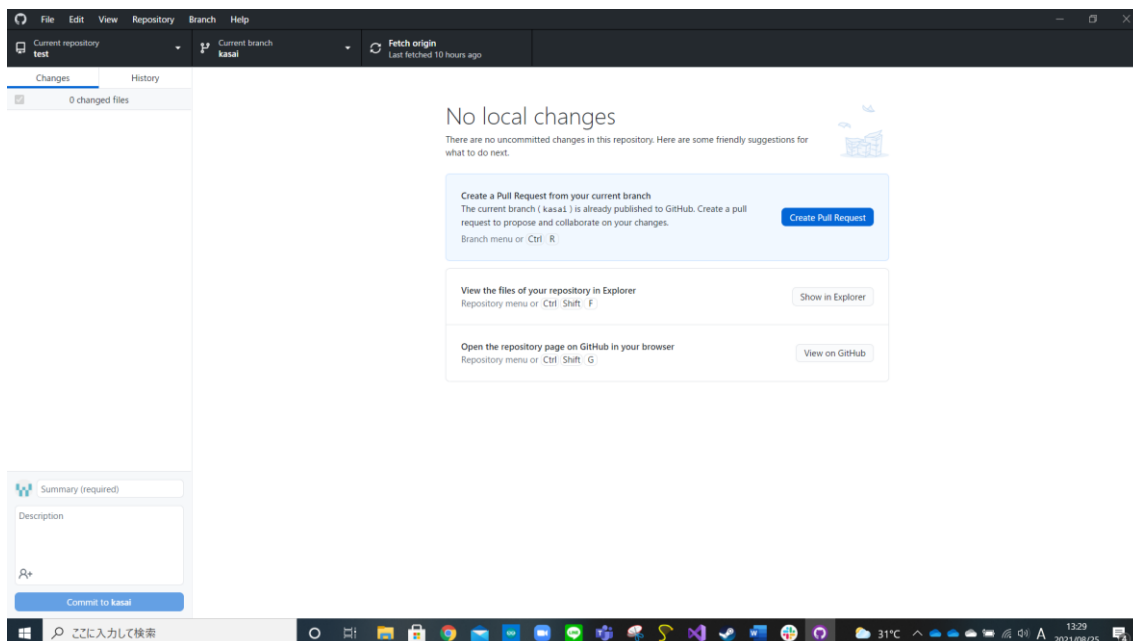 File Edit View Repository Branch Help
Current repository
test
Current branch
kasai
Fetch origin
Last fetched 10 hours ago
Changes History
0 changed files
No local changes
There are no uncommitted changes in this repository. Here are some friendly suggestions for
what to do next.
Create a Pull Request from your current branch
The current branch ( kasai ) is already published to GitHub. Create a pull
request to propose and collaborate on your changes.
Branch menu or Ctrl R
Create Pull Request
View the files of your repository in Explorer
Repository menu or Ctrl Shift F
Show in Explorer
Open the repository page on GitHub in your browser
Repository menu or Ctrl Shift G
View on GitHub
Summary (required)
Description
Commit to kasai
ここに入力して検索
31°C
A
13:29
2021/08/25